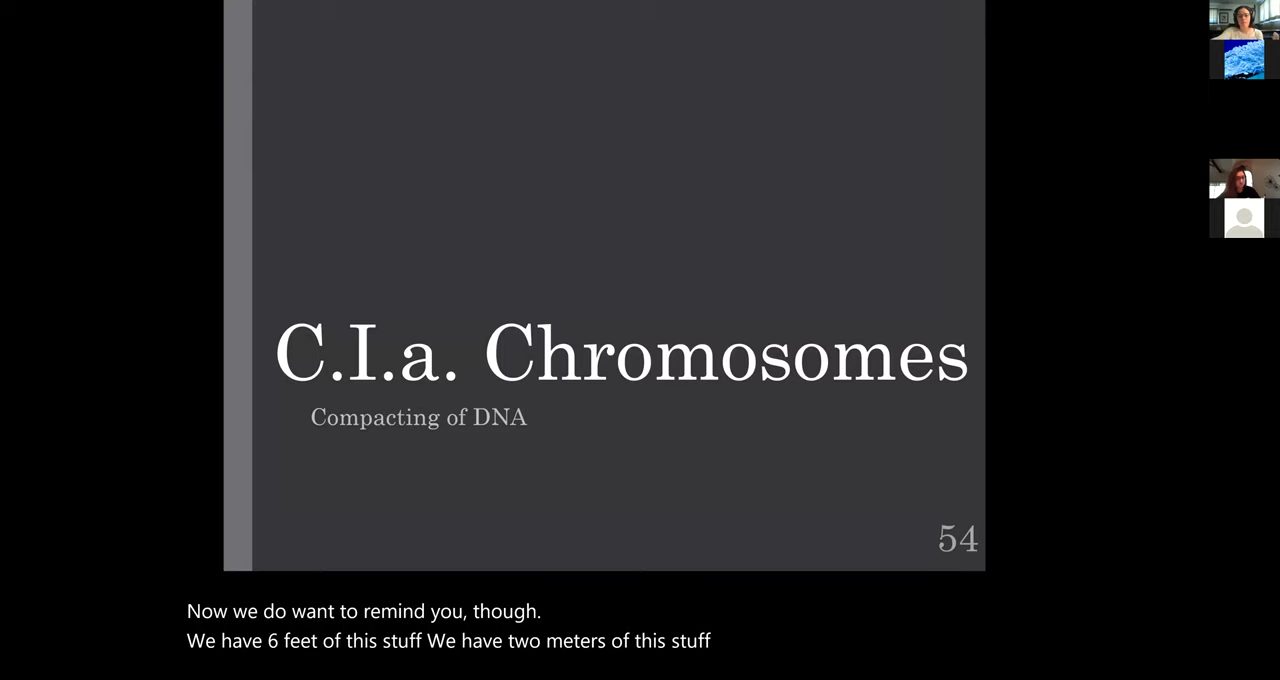 C.I.a. Chromosomes
Compacting of DNA
54
Now we do want to remind you, though.
We have 6 feet of this stuff We have two meters of this stuff